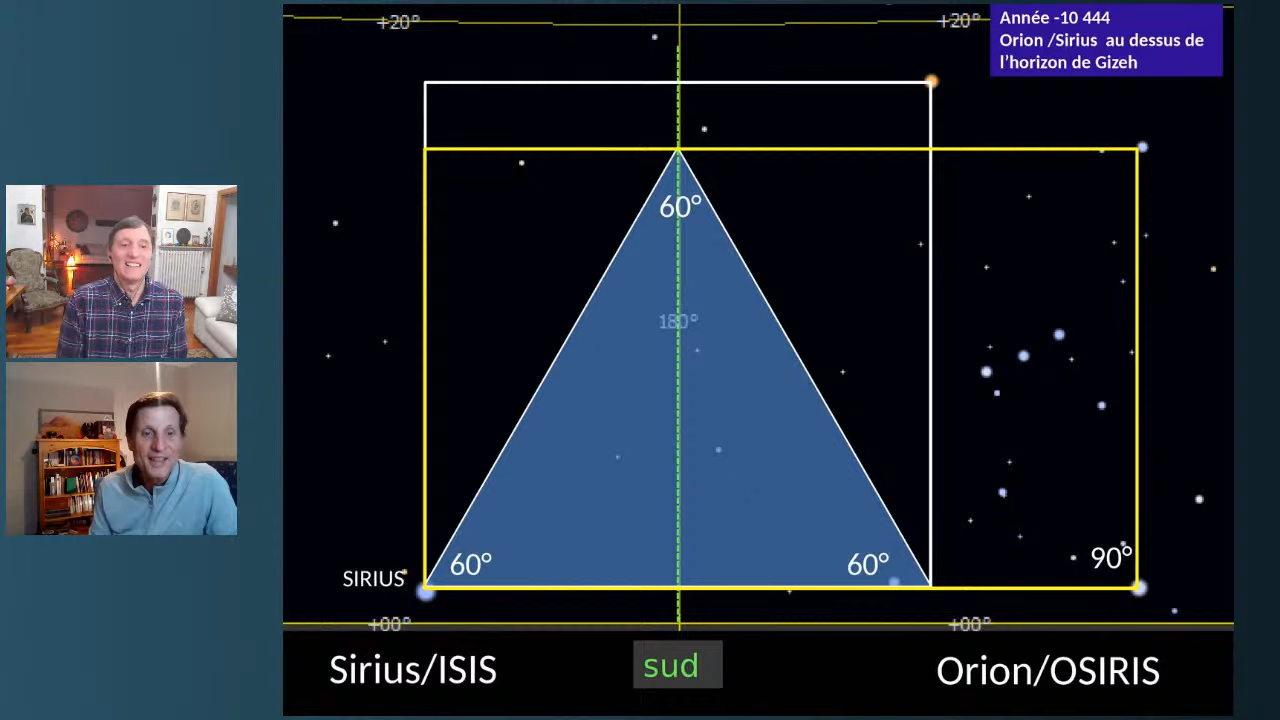 +20°
+20°
Année -10 444
Orion /Sirius au dessus de
l’horizon de Gizeh
60°
180°
60°
60°
90°
SIRIUS
+00°
+00°
Sirius/ISIS
sud
Orion/OSIRIS